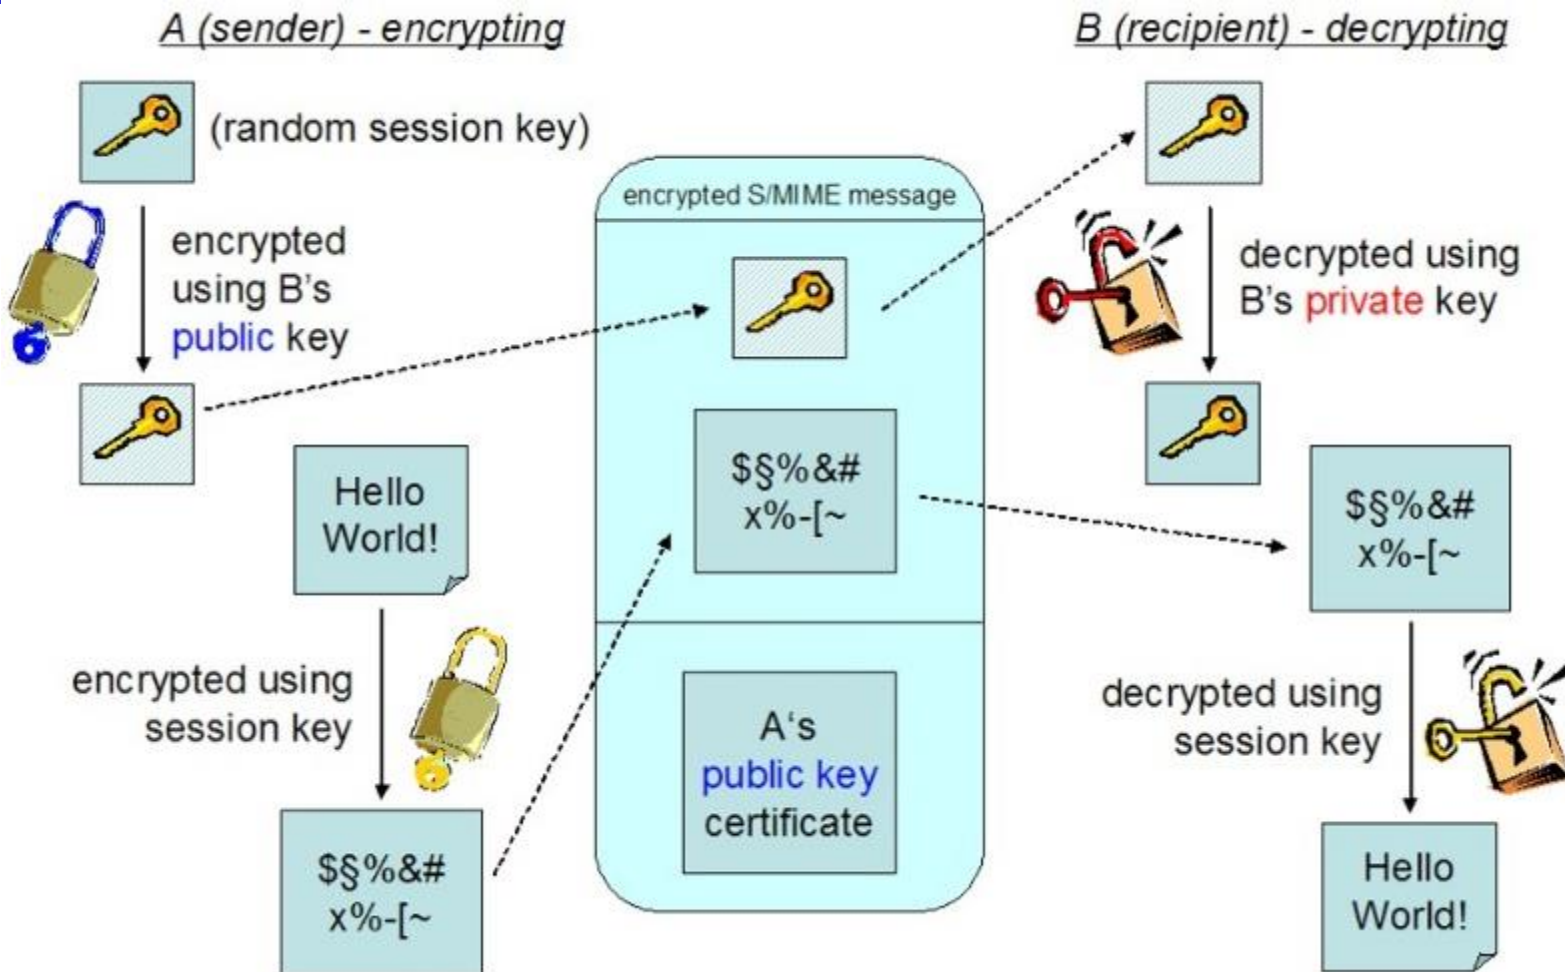 A (sender) - encrypting
B (recipient) - decrypting
(random session key)
encrypted
using B's
public key
Hello
World!
encrypted using
session key
$§%&#
x%-[~
encrypted S/MIME message
$§%&#
x%-[~
A‘s
public key
certificate
decrypted using
B's private key
$§%&#
x%-[~
decrypted using
session key
Hello
World!